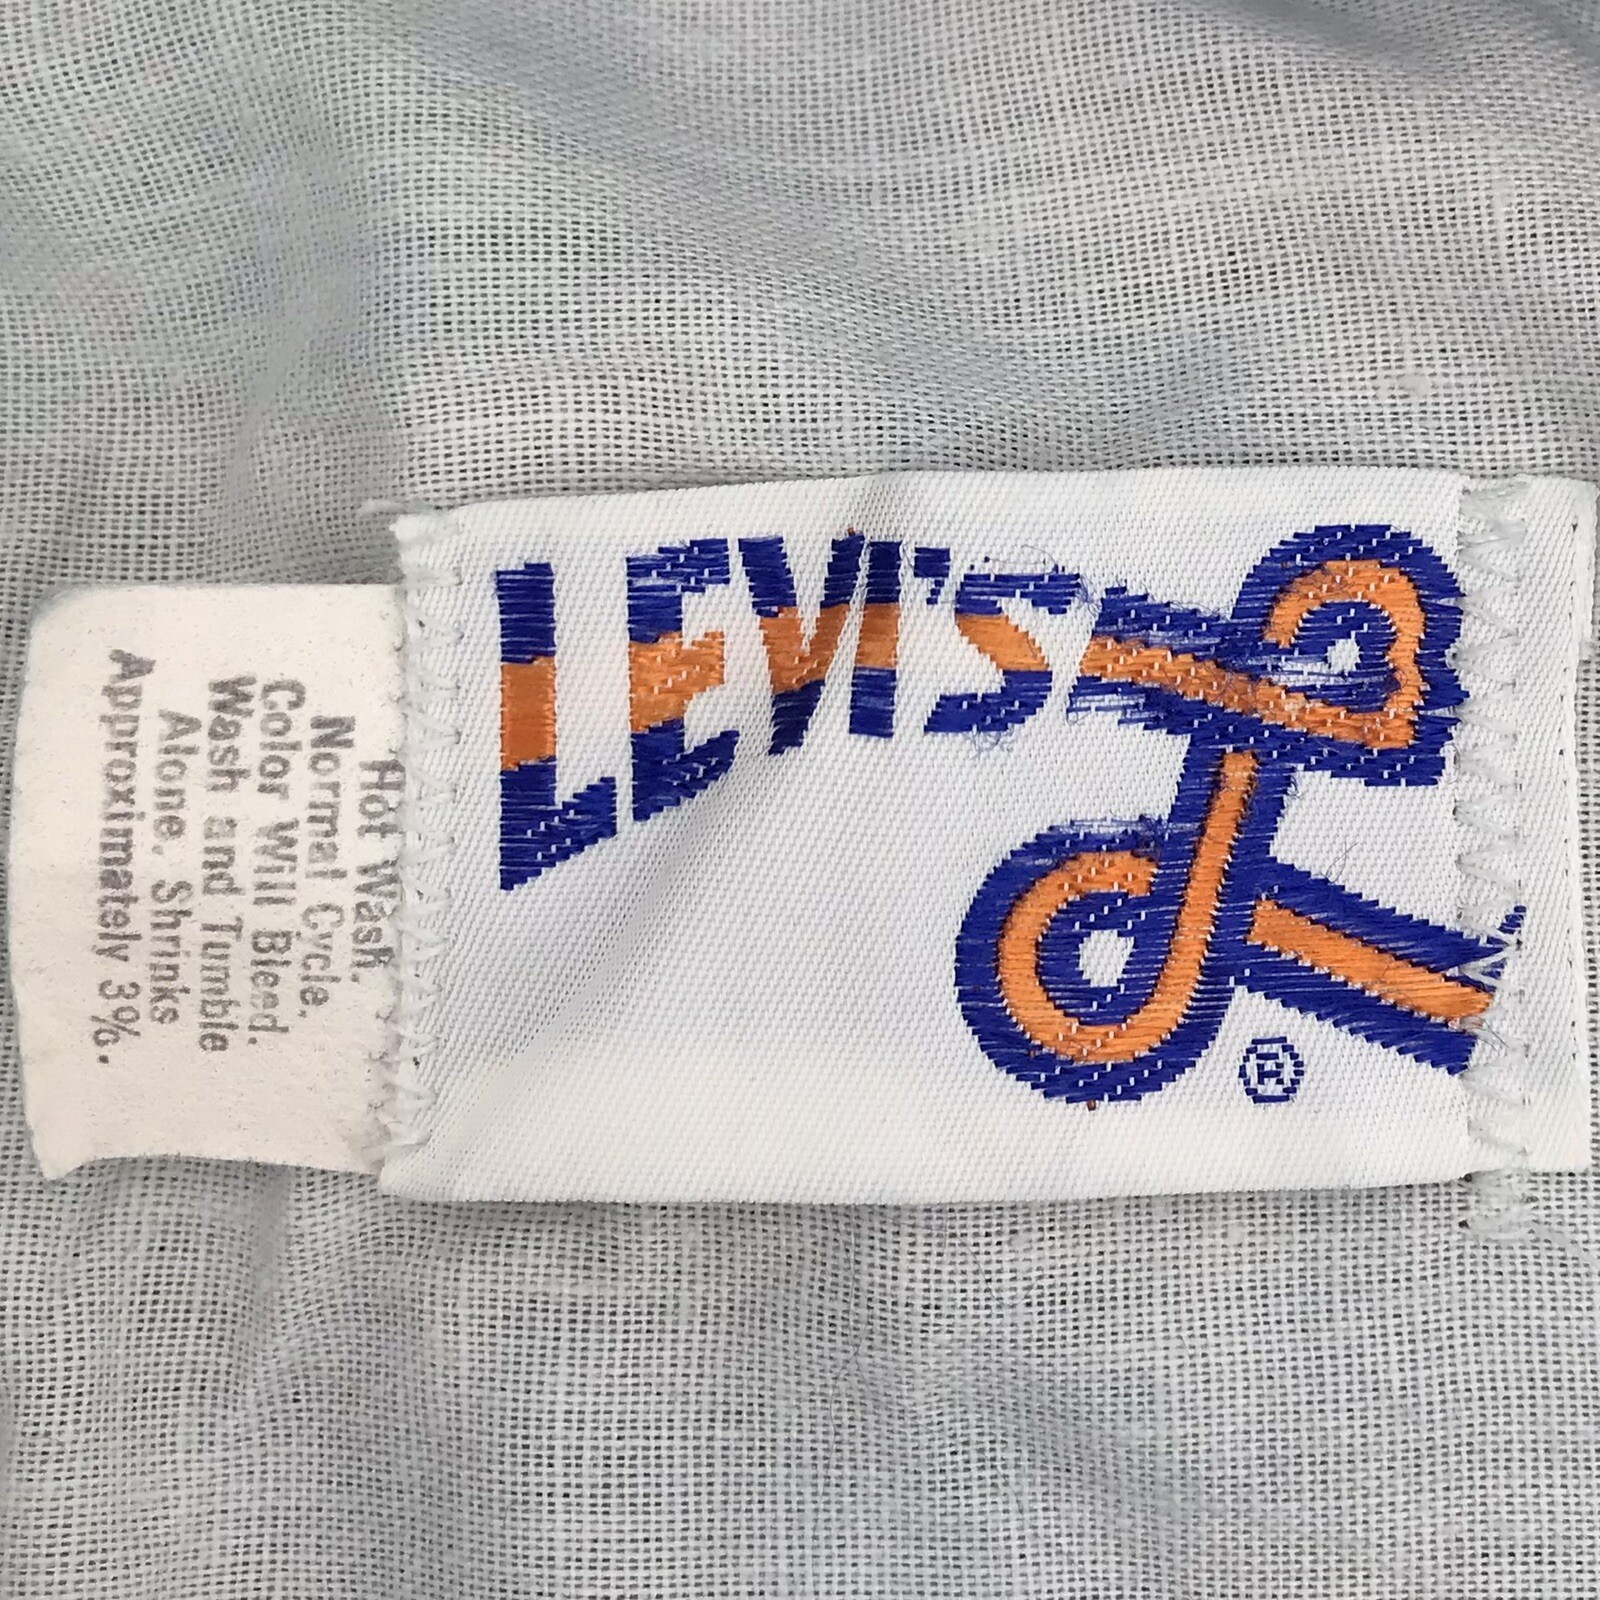 LEVI'S
®
Hot Wash,
Normal Cycle.
Color Will Bleed.
Wash and Tumble
Alone. Shrinks
Approximately 3%.